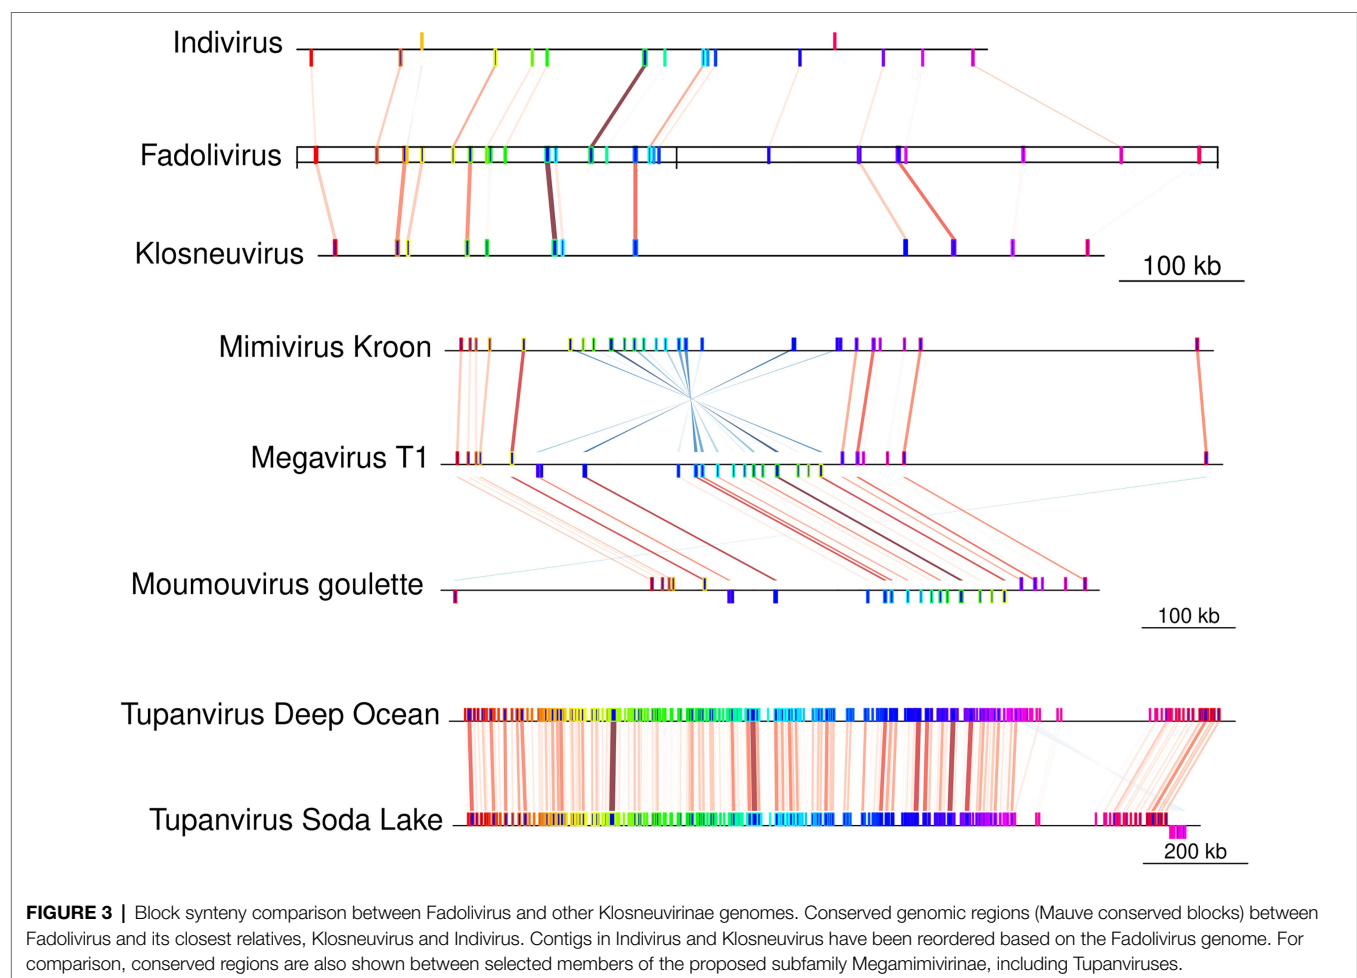 Indivirus
Fadolivirus
Klosneuvirus
100 kb
Mimivirus Kroon
Megavirus T1
Moumouvirus goulette
100 kb
Tupanvirus Deep Ocean
Tupanvirus Soda Lake
200 kb
FIGURE 3 | Block synteny comparison between Fadolivirus and other Klosneuvirinae genomes. Conserved genomic regions (Mauve conserved blocks) between
Fadolivirus and its closest relatives, Klosneuvirus and Indivirus. Contigs in Indivirus and Klosneuvirus have been reordered based on the Fadolivirus genome. For
comparison, conserved regions are also shown between selected members of the proposed subfamily Megamimivirinae, including Tupanviruses.